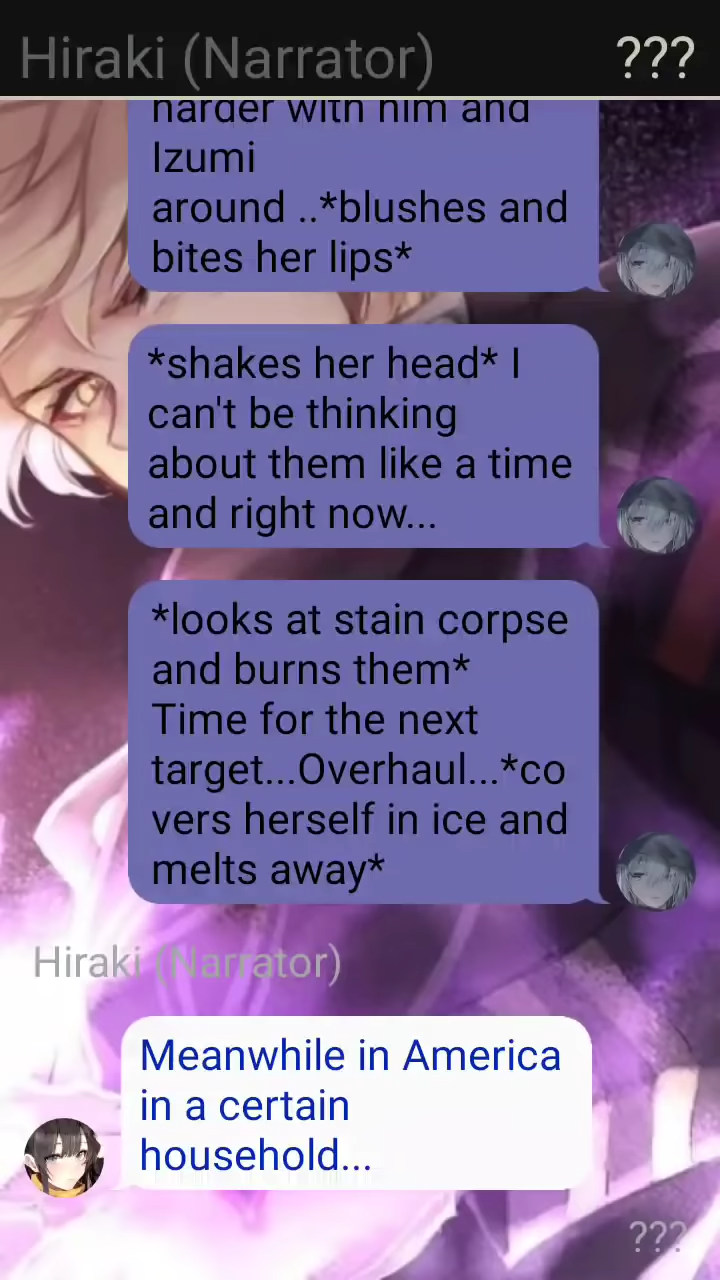 Hiraki (Narrator) ???
harder with him and
Izumi
around ..*blushes and
bites her lips*
*shakes her head* I
can't be thinking
about them like a time
and right now...
*looks at stain corpse
and burns them*
Time for the next
target...Overhaul...*co
vers herself in ice and
melts away*
Hiraki (Narrator)
Meanwhile in America
in a certain
household...
???